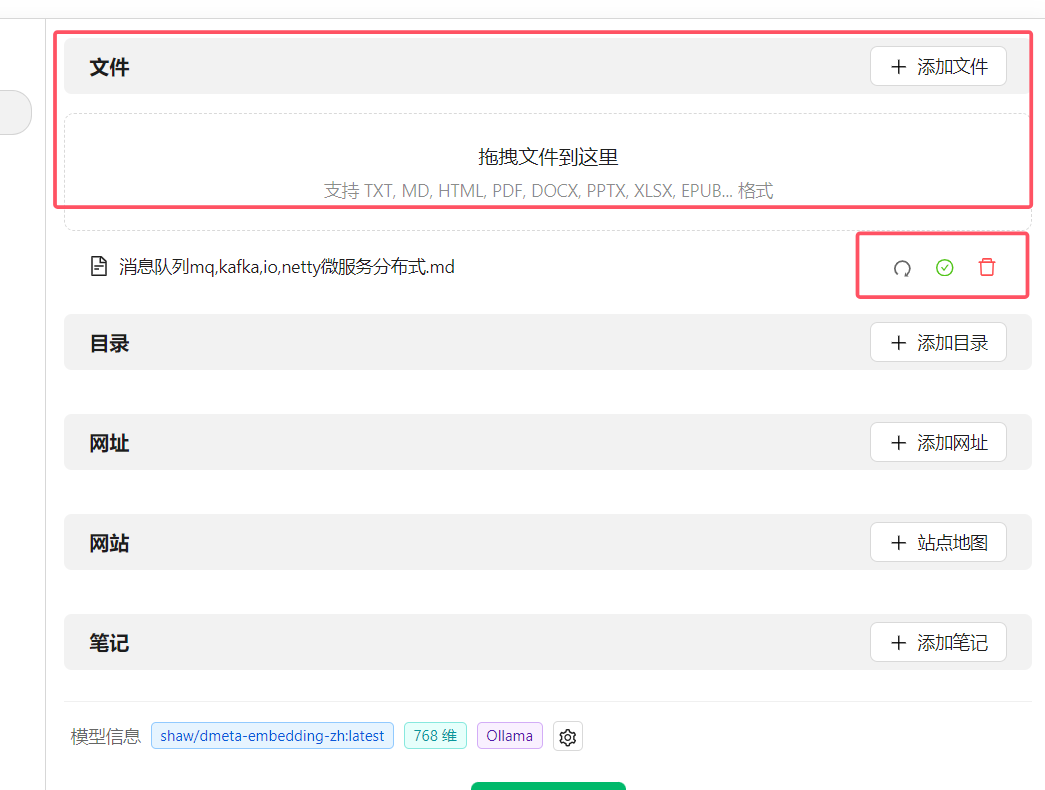 文件
添加文件
拖拽文件到这里
支持 TXT, MD, HTML, PDF, DOCX, PPTX, XLSX, EPUB... 格式
消息队列mq,kafka,io,netty微服务分布式.md
目录
添加目录
网址
添加网址
网站
站点地图
笔记
添加笔记
模型信息 shaw/dmeta-embedding-zh:latest 768 维 Ollama